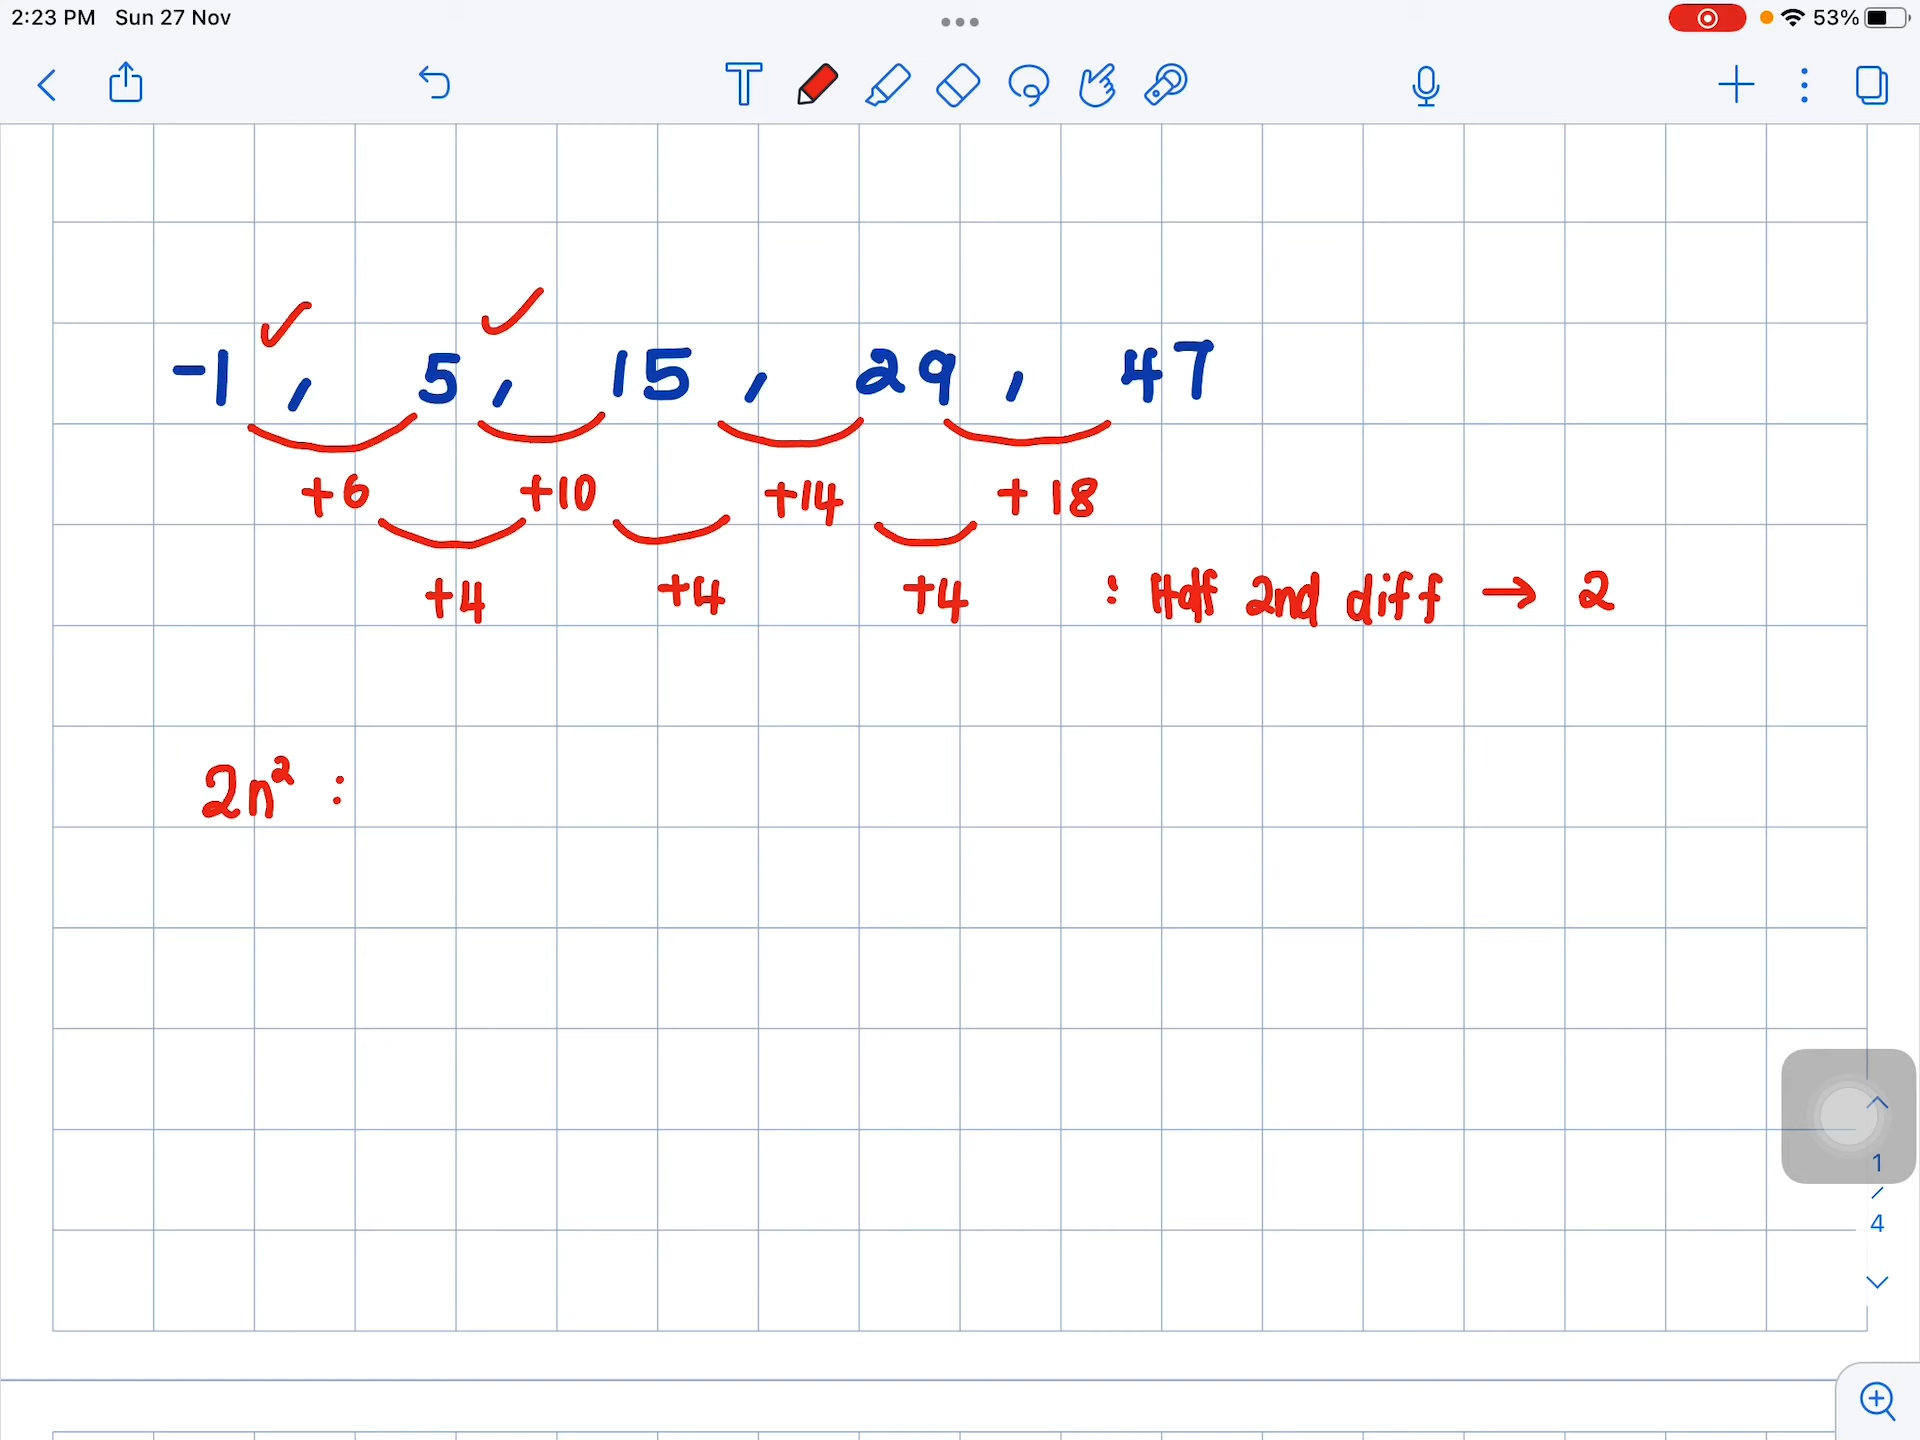 2:23 PM Sun 27 Nov
53%
-1 , 5 , 15 , 29 , 47
+6 +10 +14 + 18
+4 +4 +4 : Half 2nd diff → 2
2n² :
1
/
4